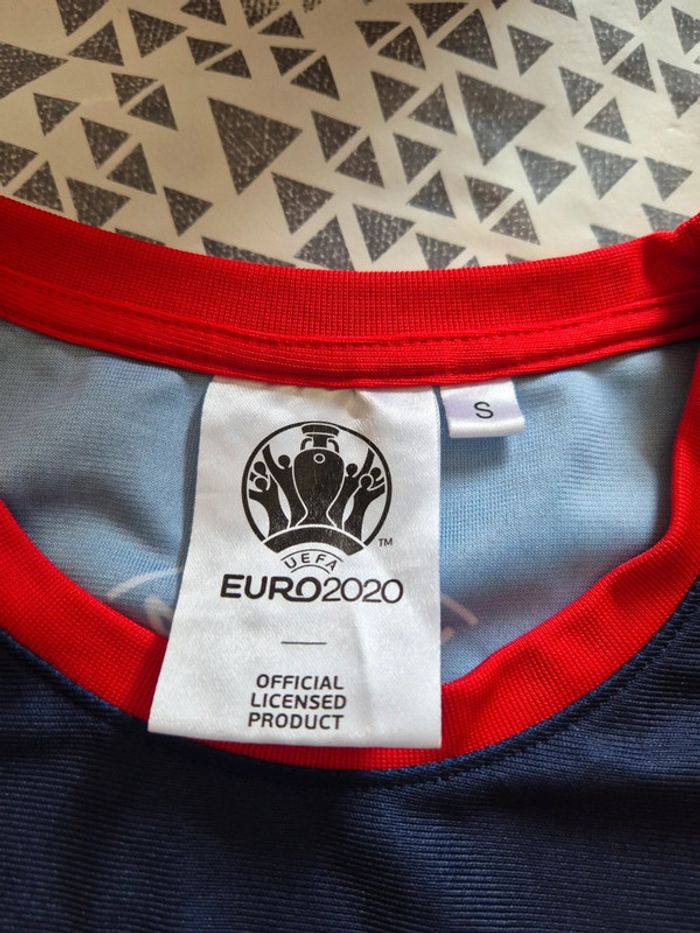 S
TM
UEFA
EURO2020
OFFICIAL
LICENSED
PRODUCT